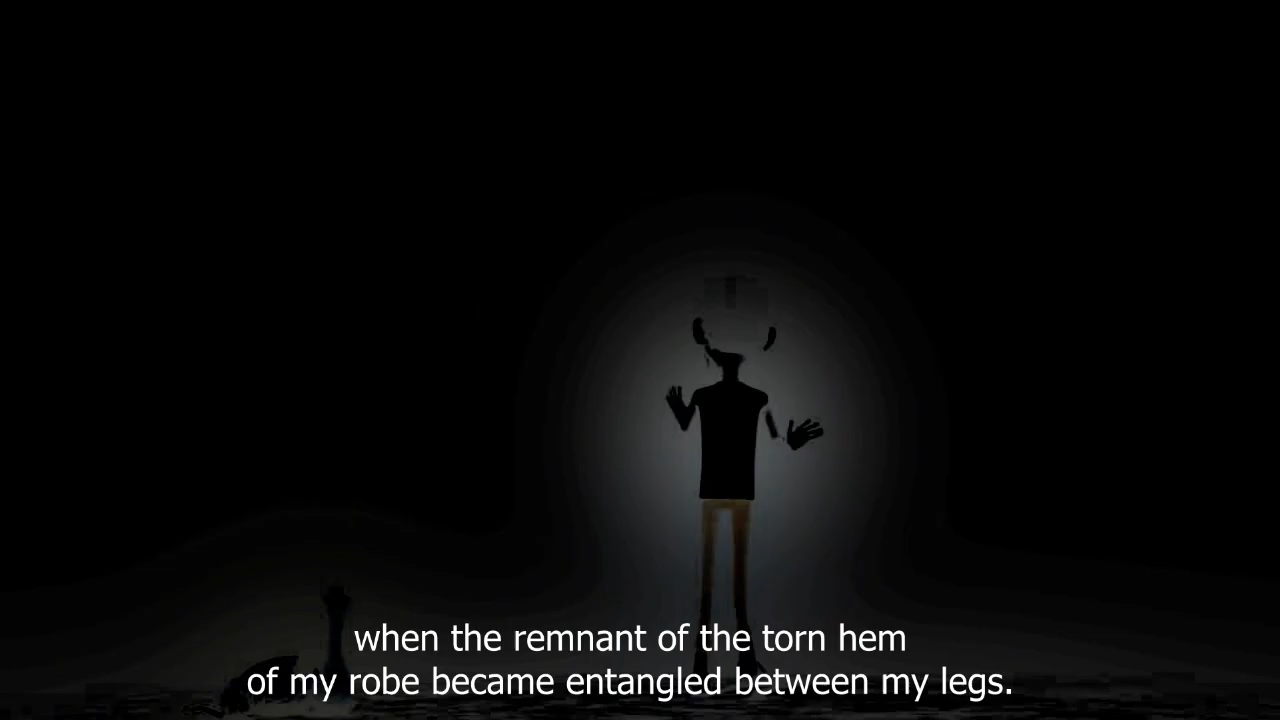 when the remnant of the torn hem
of my robe became entangled between my legs.